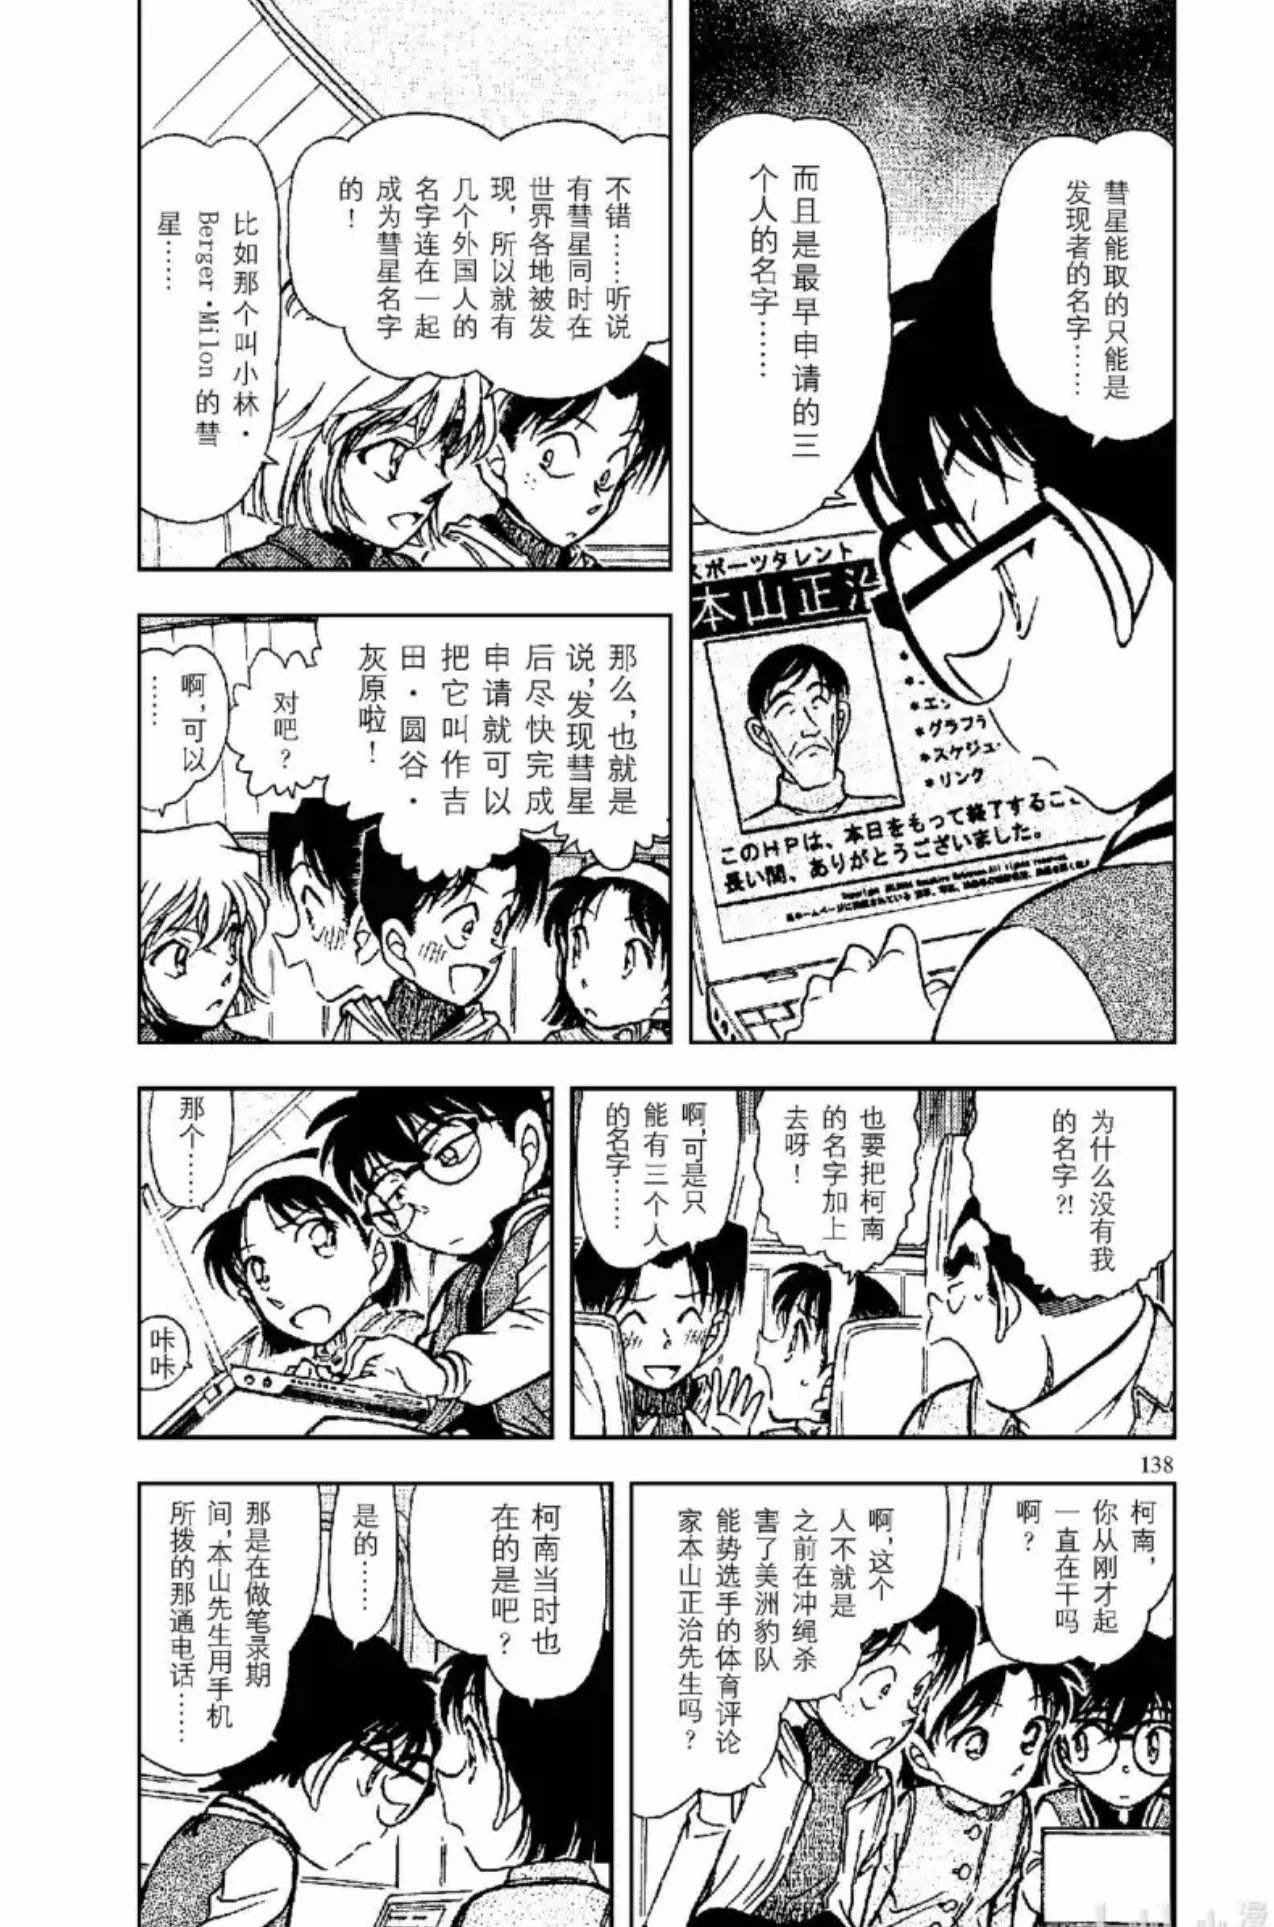 彗星能取的只能是
发现者的名字……
而且是最早申请的三
个人的名字……
スポーツタレント
本山正治
＊エン
＊グラフラ
＊スケジュ
＊リンク
このHPは、本日をもって終了するこ
長い間、ありがとうございました。
不错……听说
有彗星同时在
世界各地被发
现，所以就有
几个外国人的
名字连在一起
成为彗星名字
的！
比如那个叫小林·
Berger·Milon的彗
星……
那么，也就是
说，发现彗星
后尽快完成
申请就可以
把它叫作吉
田·圆谷·
灰原啦！
对吧？
啊，可以
……
为什么没有我
的名字?!
也要把柯南
的名字加上
去呀！
啊，可是只
能有三个人
的名字……
那个……
咔
咔
138
柯南，
你从刚才起
一直在干吗
啊？
啊，这个
人不就是
之前在冲绳杀
害了美洲豹队
能势选手的体育评论
家本山正治先生吗？
柯南当时也
在的是吧？
是的……
那是在做笔录期
间，本山先生用手机
所拨的那通电话……